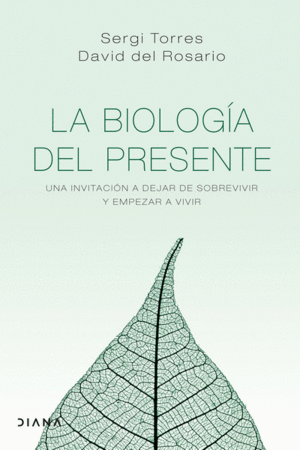 Sergi Torres
David del Rosario
LA BIOLOGÍA
DEL PRESENTE
UNA INVITACIÓN A DEJAR DE SOBREVIVIR
Y EMPEZAR A VIVIR
DIANA